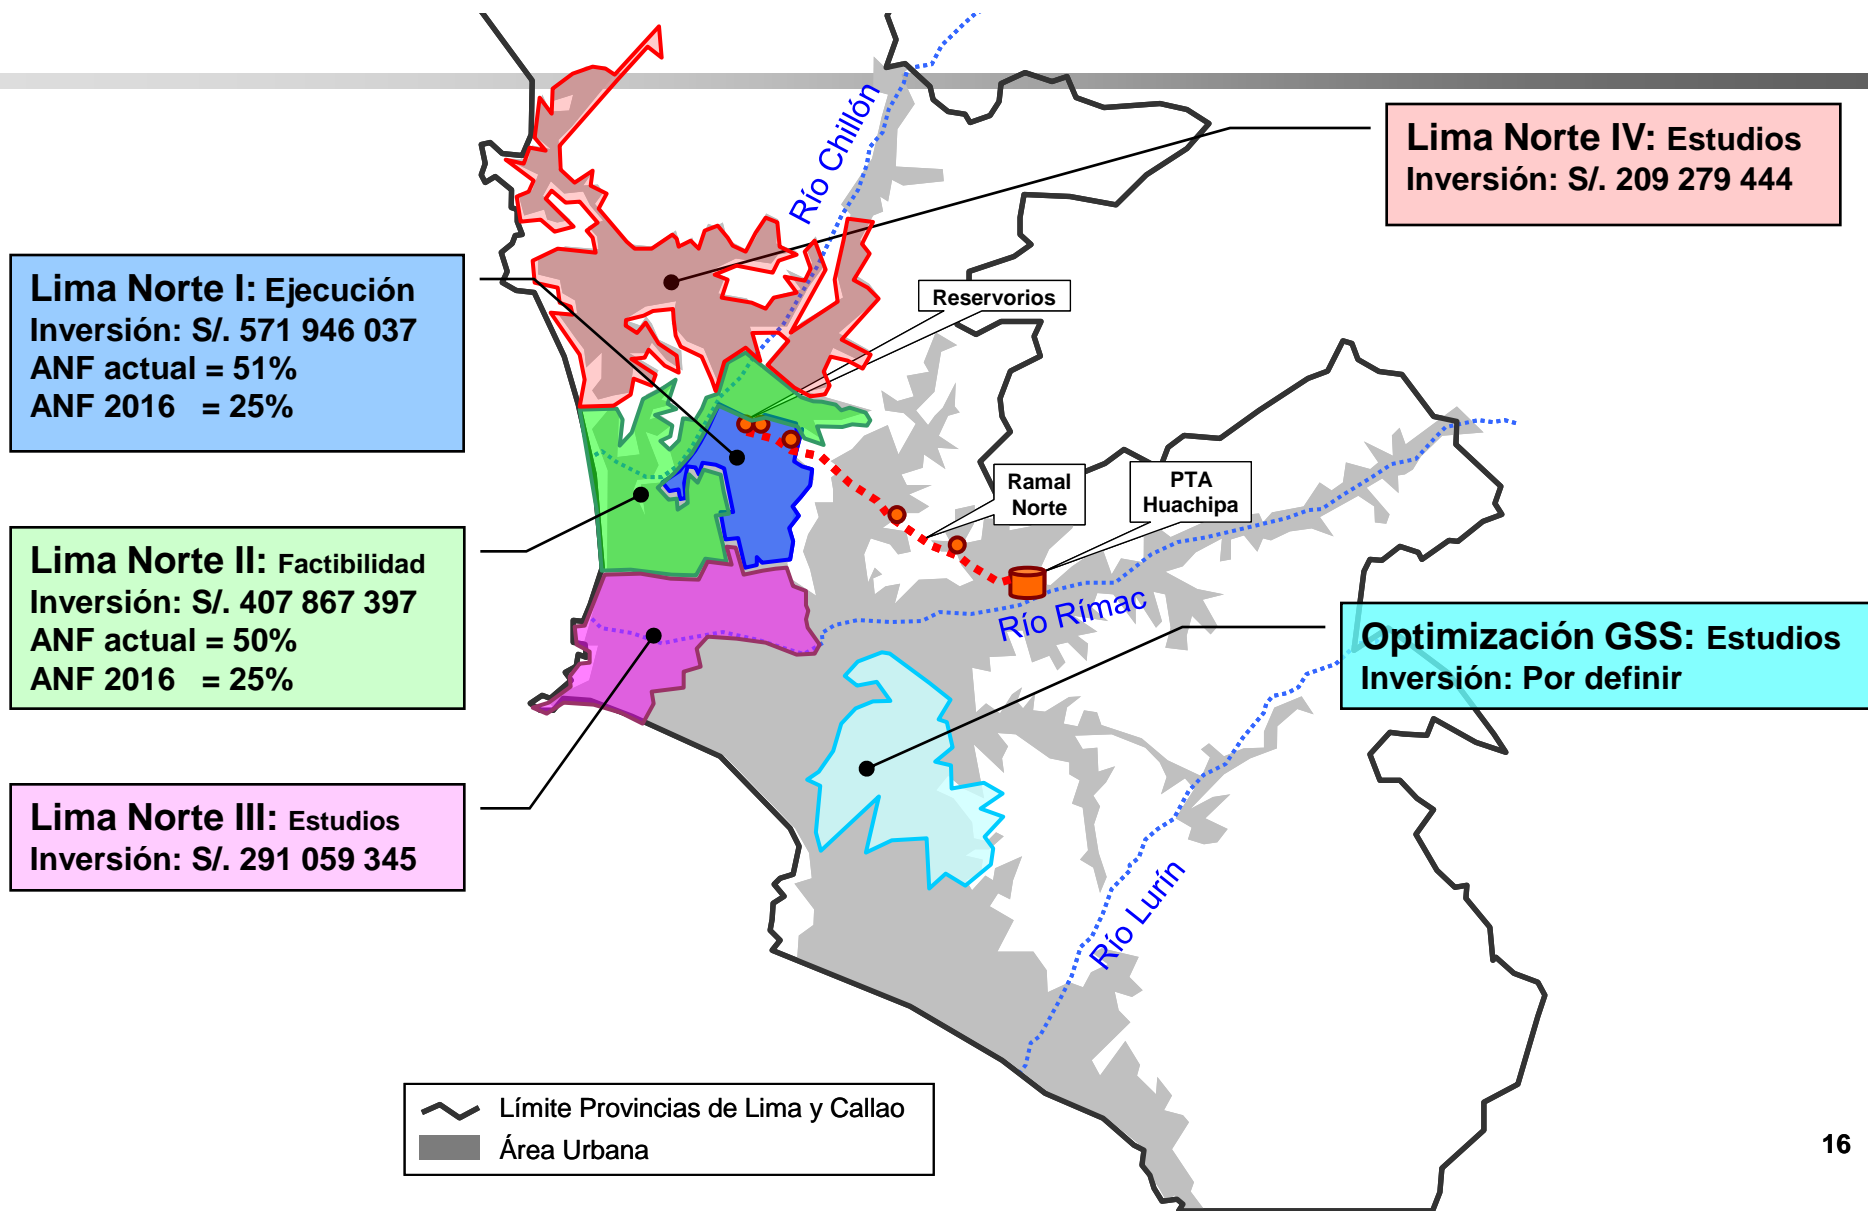 Río Chillón
Lima Norte IV: Estudios
Inversión: S/. 209 279 444
Lima Norte I: Ejecución
Inversión: S/. 571 946 037
ANF actual = 51%
ANF 2016 = 25%
Reservorios
Ramal
Norte
PTA
Huachipa
Lima Norte II: Factibilidad
Inversión: S/. 407 867 397
ANF actual = 50%
ANF 2016 = 25%
Río Rímac
Optimización GSS: Estudios
Inversión: Por definir
Lima Norte III: Estudios
Inversión: S/. 291 059 345
Río Lurín
Límite Provincias de Lima y Callao
Área Urbana
16